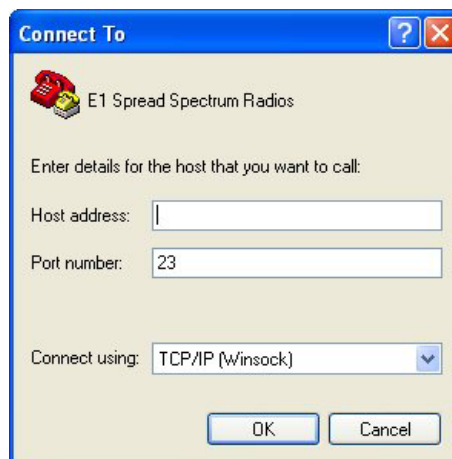 Connect To
E1 Spread Spectrum Radios
Enter details for the host that you want to call:
Host address:
Port number: 23
Connect using: TCP/IP (Winsock)
OK Cancel